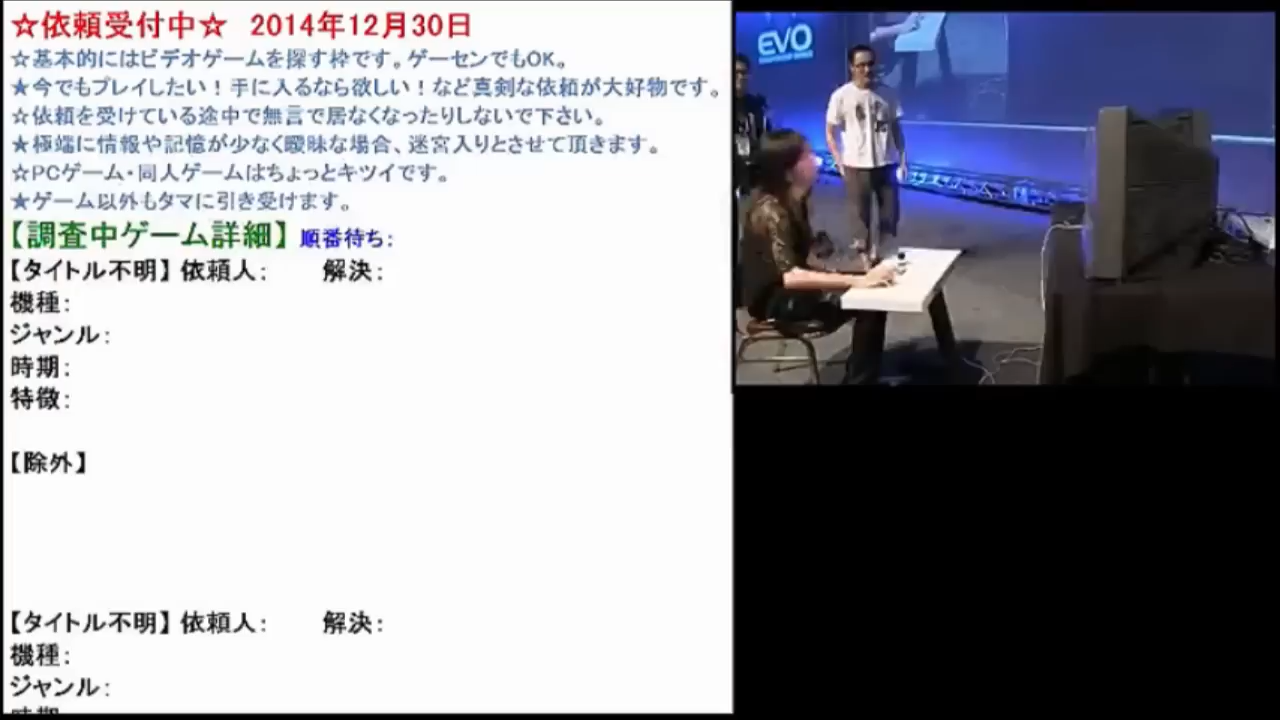 ☆依頼受付中☆ 2014年12月30日
☆基本的にはビデオゲームを探す枠です。ゲーセンでもOK。
★今でもプレイしたい！手に入るなら欲しい！など真剣な依頼が大好物です。
☆依頼を受けている途中で無言で居なくなったりしないで下さい。
★極端に情報や記憶が少なく曖昧な場合、迷宮入りとさせて頂きます。
☆PCゲーム・同人ゲームはちょっとキツイです。
★ゲーム以外もタマに引き受けます。
【調査中ゲーム詳細】 順番待ち：
【タイトル不明】 依頼人： 解決：
機種：
ジャンル：
時期：
特徴：
【除外】
【タイトル不明】 依頼人： 解決：
機種：
ジャンル：
EVO